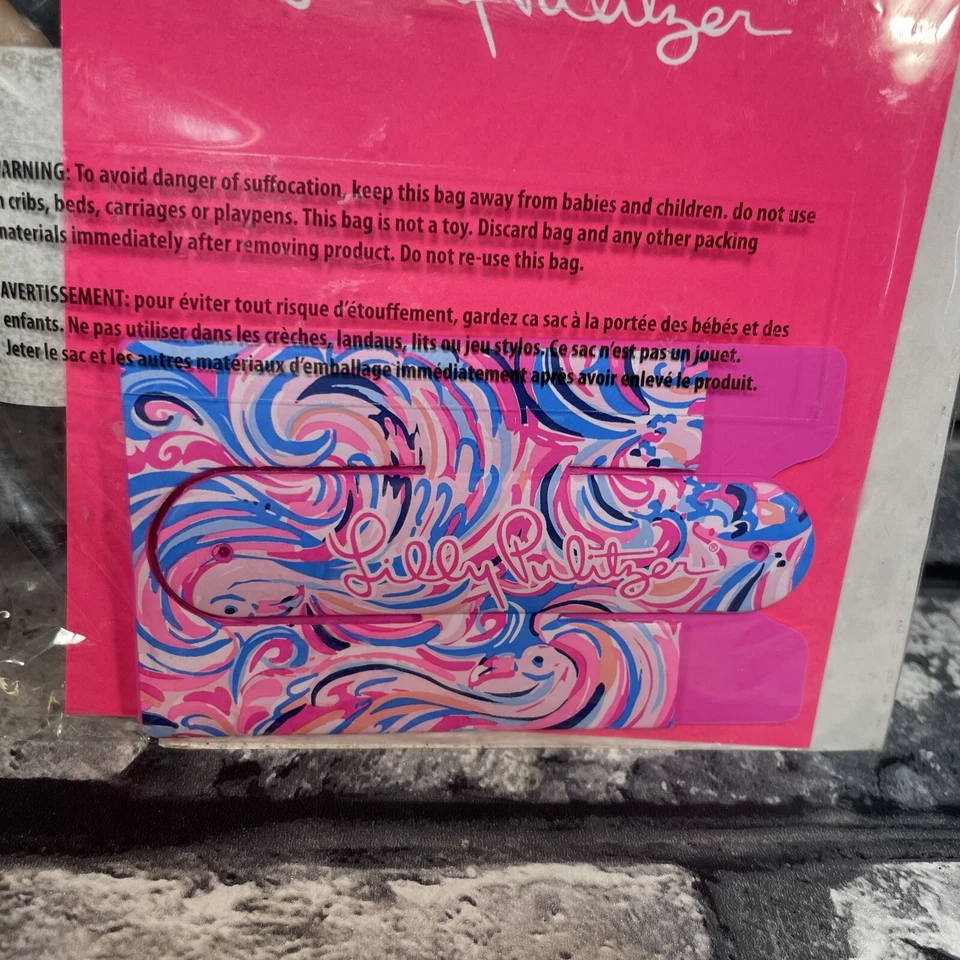 Pulitzer
ARNING: To avoid danger of suffocation, keep this bag away from babies and children. do not use
n cribs, beds, carriages or playpens. This bag is not a toy. Discard bag and any other packing
naterials immediately after removing product. Do not re-use this bag.
AVERTISSEMENT: pour éviter tout risque d'étouffement, gardez ca sac à la portée des bébés et des
enfants. Ne pas utiliser dans les crèches, landaus, lits ou jeu stylos. Ce sac n'est pas un jouet.
Jeter le sac et les autres matériaux d'emballage immédiatement après avoir enlevé le produit.
Lilly Pulitzer®